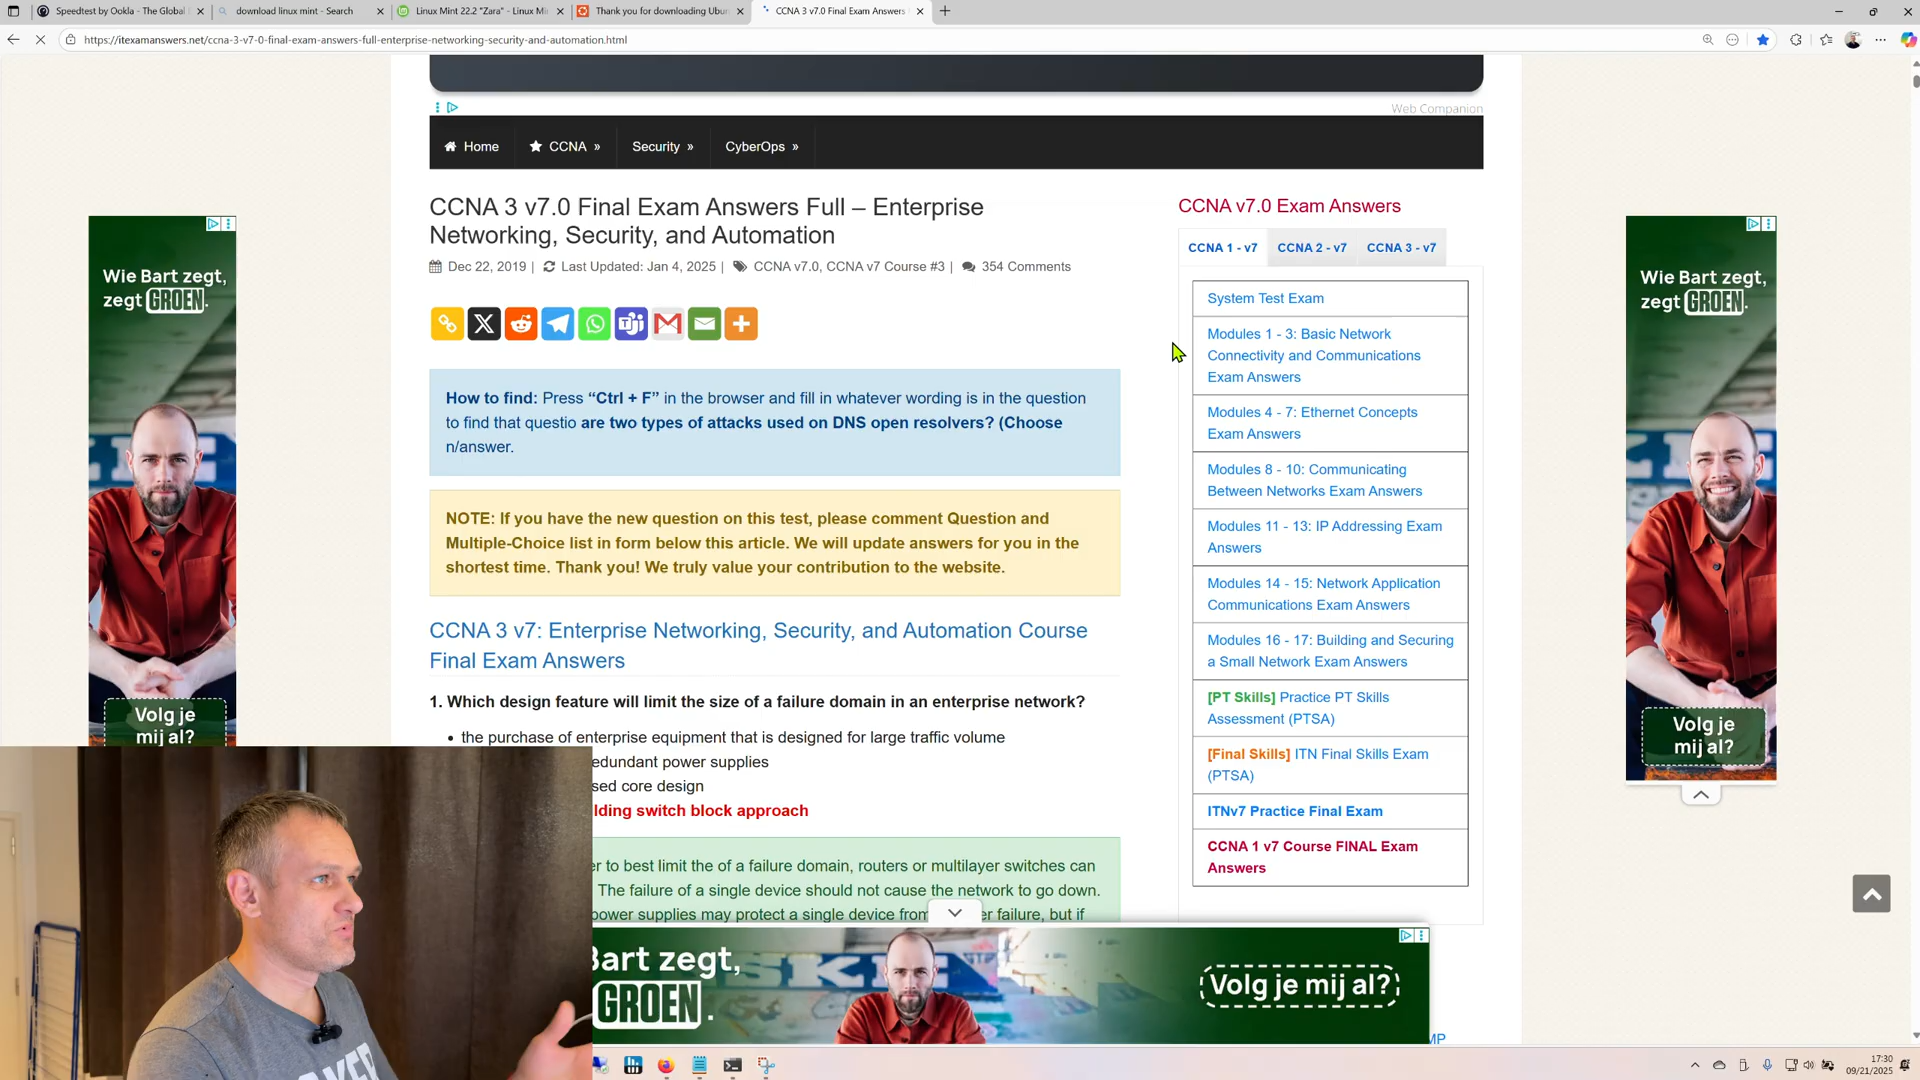 Speedtest by Ookla - The Global
download linux mint - Search
Linux Mint 22.2 "Zara" - Linux Mi
Thank you for downloading Ubu
CCNA 3 v7.0 Final Exam Answers
https://itexamanswers.net/ccna-3-v7-0-final-exam-answers-full-enterprise-networking-security-and-automation.html
Web Companion
Home
CCNA »
Security »
CyberOps »
CCNA 3 v7.0 Final Exam Answers Full – Enterprise
Networking, Security, and Automation
Dec 22, 2019 | Last Updated: Jan 4, 2025 | CCNA v7.0, CCNA v7 Course #3 | 354 Comments
How to find: Press “Ctrl + F” in the browser and fill in whatever wording is in the question
to find that questio are two types of attacks used on DNS open resolvers? (Choose
n/answer.
NOTE: If you have the new question on this test, please comment Question and
Multiple-Choice list in form below this article. We will update answers for you in the
shortest time. Thank you! We truly value your contribution to the website.
CCNA 3 v7: Enterprise Networking, Security, and Automation Course
Final Exam Answers
1. Which design feature will limit the size of a failure domain in an enterprise network?
• the purchase of enterprise equipment that is designed for large traffic volume
edundant power supplies
sed core design
lding switch block approach
er to best limit the of a failure domain, routers or multilayer switches can
The failure of a single device should not cause the network to go down.
power supplies may protect a single device from er failure, but if
CCNA v7.0 Exam Answers
CCNA 1 - v7
CCNA 2 - v7
CCNA 3 - v7
System Test Exam
Modules 1 - 3: Basic Network
Connectivity and Communications
Exam Answers
Modules 4 - 7: Ethernet Concepts
Exam Answers
Modules 8 - 10: Communicating
Between Networks Exam Answers
Modules 11 - 13: IP Addressing Exam
Answers
Modules 14 - 15: Network Application
Communications Exam Answers
Modules 16 - 17: Building and Securing
a Small Network Exam Answers
[PT Skills] Practice PT Skills
Assessment (PTSA)
[Final Skills] ITN Final Skills Exam
(PTSA)
ITNv7 Practice Final Exam
CCNA 1 v7 Course FINAL Exam
Answers
Wie Bart zegt,
zegt GROEN.
Volg je
mij al?
Wie Bart zegt,
zegt GROEN.
Volg je
mij al?
Bart zegt,
GROEN.
Volg je mij al?
MP
17:30
09/21/2025